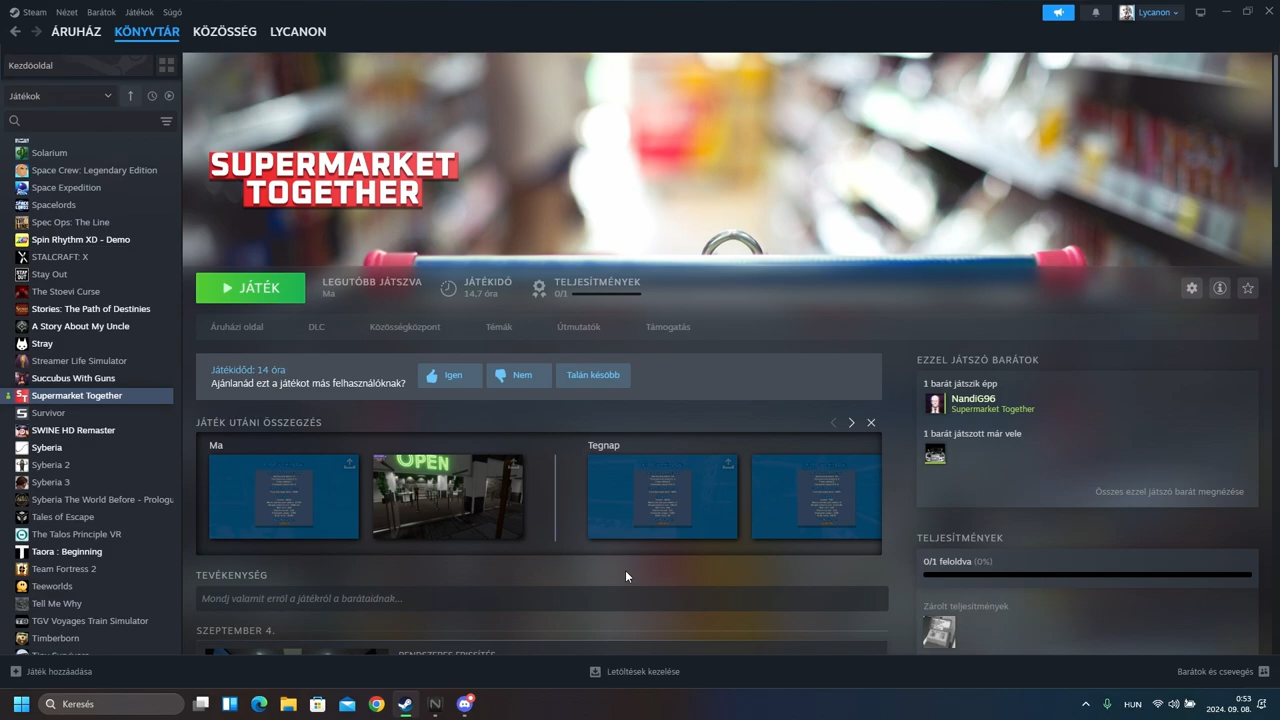 Steam Nézet Barátok Játékok Súgó
Lycanon
ÁRUHÁZ KÖNYVTÁR KÖZÖSSÉG LYCANON
Kezdőoldal
Játékok
Solarium
Space Crew: Legendary Edition
Space Expedition
Spacelords
Spec Ops: The Line
Spin Rhythm XD - Demo
STALCRAFT: X
Stay Out
The Stoevi Curse
Stories: The Path of Destinies
A Story About My Uncle
Stray
Streamer Life Simulator
Succubus With Guns
Supermarket Together
Survivor
SWINE HD Remaster
Syberia
Syberia 2
Syberia 3
Syberia The World Before - Prologu
Tales of Escape
The Talos Principle VR
Taora : Beginning
Team Fortress 2
Teeworlds
Tell Me Why
TGV Voyages Train Simulator
Timberborn
SUPERMARKET
TOGETHER
JÁTÉK
LEGUTÓBB JÁTSZVA
Ma
JÁTÉKIDŐ
14,7 óra
TELJESÍTMÉNYEK
0/1
Áruházi oldal DLC Közösségközpont Témák Útmutatók Támogatás
Játékidőd: 14 óra
Ajánlanád ezt a játékot más felhasználóknak?
Igen
Nem
Talán később
JÁTÉK UTÁNI ÖSSZEGZÉS
Ma
Tegnap
OPEN
TEVÉKENYSÉG
Mondj valamit erről a játékról a barátaidnak...
SZEPTEMBER 4.
EZZEL JÁTSZÓ BARÁTOK
1 barát játszik épp
NandiG96
Supermarket Together
1 barát játszott már vele
Összes ezzel játszó barát megnézése
TELJESÍTMÉNYEK
0/1 feloldva (0%)
Zárolt teljesítmények
Játék hozzáadása
Letöltések kezelése
Barátok és csevegés
Keresés
HUN
0:53
2024. 09. 08.